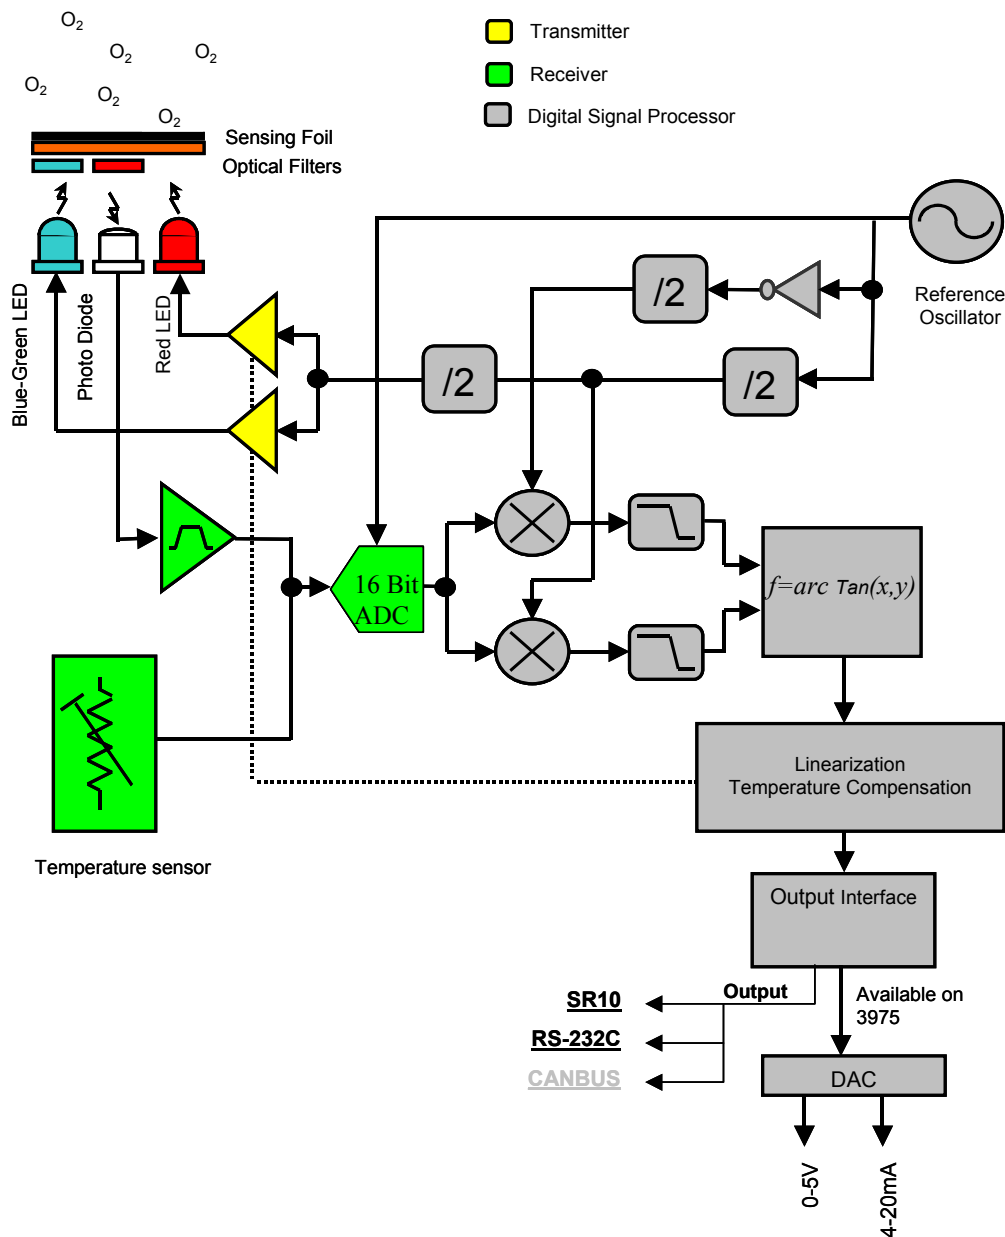 O2
O2
O2
O2
O2
O2
Transmitter
Receiver
Digital Signal Processor
Sensing Foil
Optical Filters
Blue-Green LED
Photo Diode
Red LED
/2
Reference
Oscillator
/2
/2
16 Bit
ADC
f=arc Tan(x,y)
Linearization
Temperature Compensation
Temperature sensor
Output Interface
Output
Available on
3975
SR10
RS-232C
CANBUS
DAC
0-5V
4-20mA